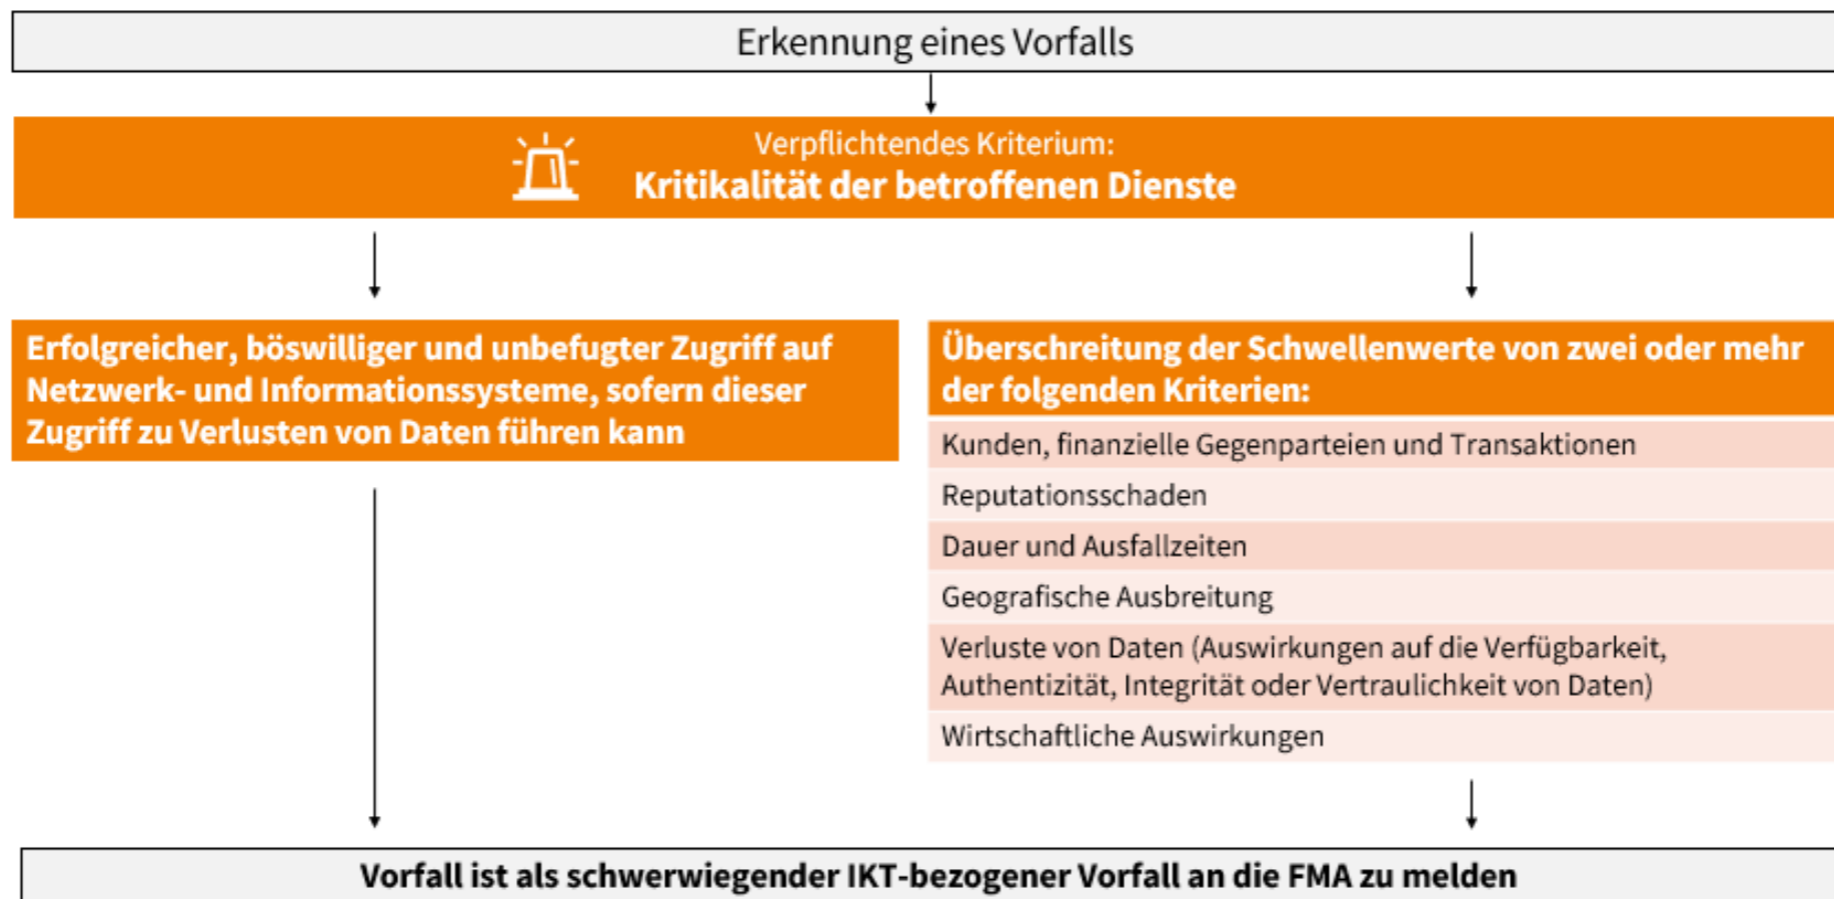 Erkennung eines Vorfalls
Verpflichtendes Kriterium:
Kritikalität der betroffenen Dienste
Erfolgreicher, böswilliger und unbefugter Zugriff auf
Netzwerk- und Informationssysteme, sofern dieser
Zugriff zu Verlusten von Daten führen kann
Überschreitung der Schwellenwerte von zwei oder mehr
der folgenden Kriterien:
Kunden, finanzielle Gegenparteien und Transaktionen
Reputationsschaden
Dauer und Ausfallzeiten
Geografische Ausbreitung
Verluste von Daten (Auswirkungen auf die Verfügbarkeit,
Authentizität, Integrität oder Vertraulichkeit von Daten)
Wirtschaftliche Auswirkungen
Vorfall ist als schwerwiegender IKT-bezogener Vorfall an die FMA zu melden